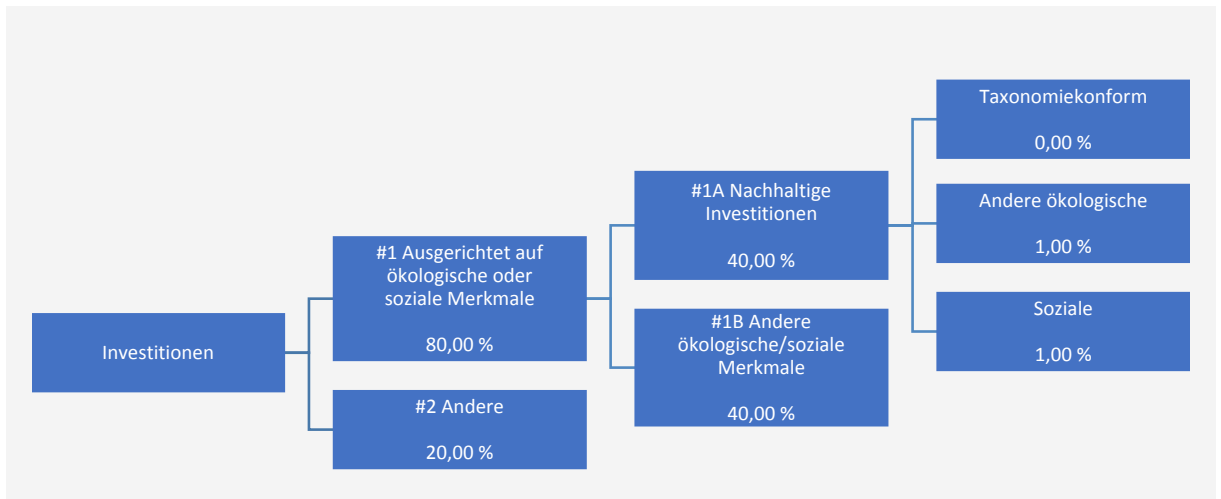 Investitionen
#1 Ausgerichtet auf
ökologische oder
soziale Merkmale
80,00 %
#2 Andere
20,00 %
#1A Nachhaltige
Investitionen
40,00 %
#1B Andere
ökologische/soziale
Merkmale
40,00 %
Taxonomiekonform
0,00 %
Andere ökologische
1,00 %
Soziale
1,00 %